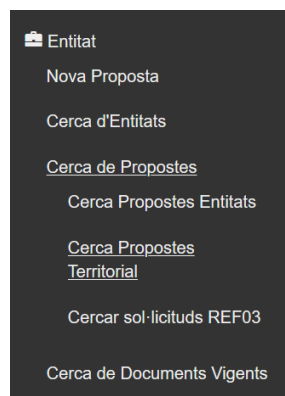 Entitat
Nova Proposta
Cerca d'Entitats
Cerca de Propostes
Cerca Propostes Entitats
Cerca Propostes
Territorial
Cercar sol·licituds REF03
Cerca de Documents Vigents